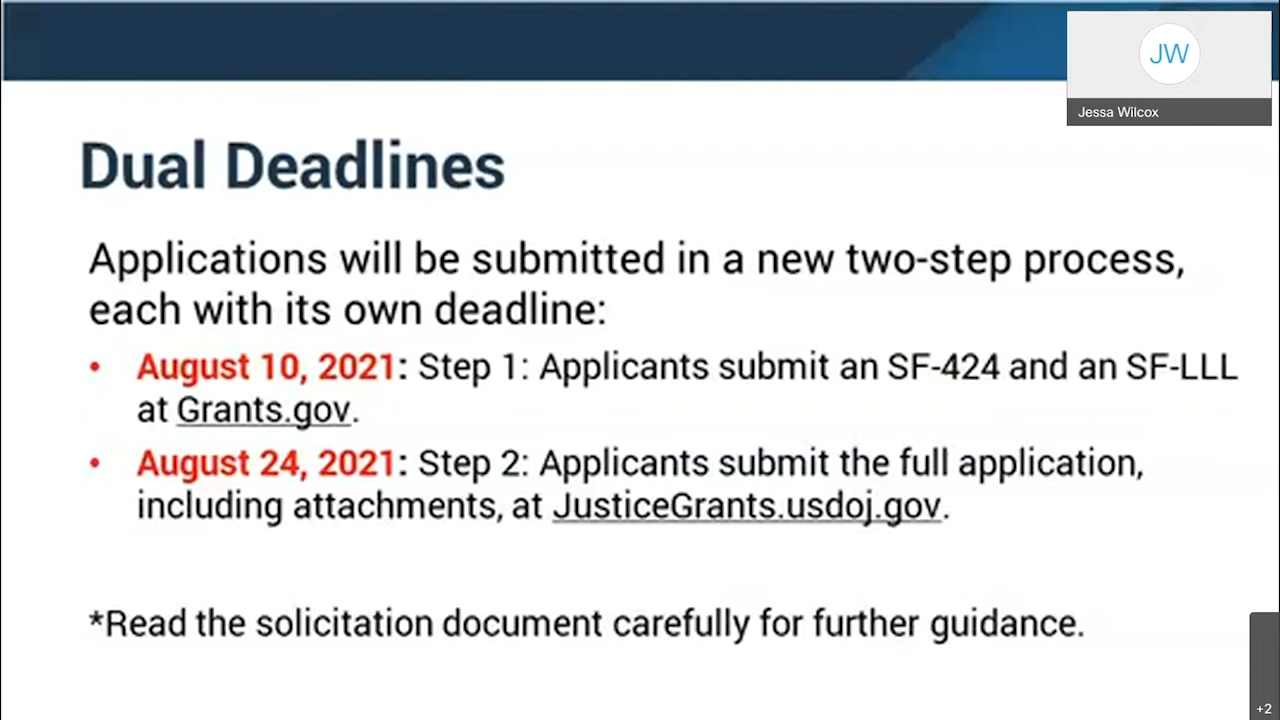 JW
Jessa Wilcox
Dual Deadlines
Applications will be submitted in a new two-step process,
each with its own deadline:
• August 10, 2021: Step 1: Applicants submit an SF-424 and an SF-LLL
at Grants.gov.
• August 24, 2021: Step 2: Applicants submit the full application,
including attachments, at JusticeGrants.usdoj.gov.
*Read the solicitation document carefully for further guidance.
+2